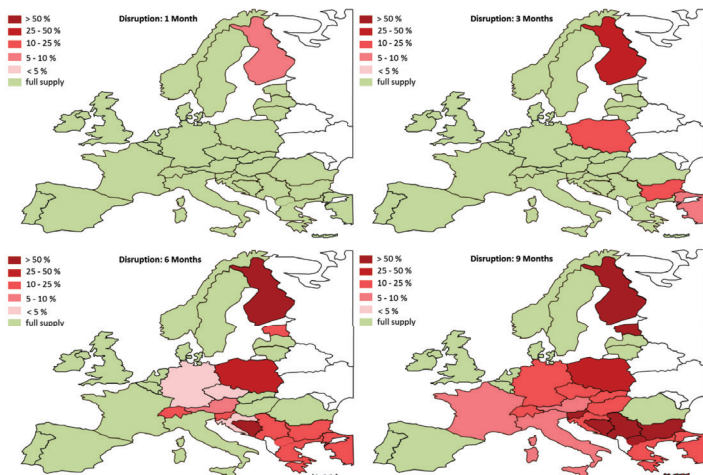 Disruption: 1 Month
> 50 %
25 - 50 %
10 - 25 %
5 - 10 %
< 5 %
full supply
Disruption: 3 Months
> 50 %
25 - 50 %
10 - 25 %
5 - 10 %
< 5 %
full supply
Disruption: 6 Months
> 50 %
25 - 50 %
10 - 25 %
5 - 10 %
< 5 %
full supply
Disruption: 9 Months
> 50 %
25 - 50 %
10 - 25 %
5 - 10 %
< 5 %
full supply